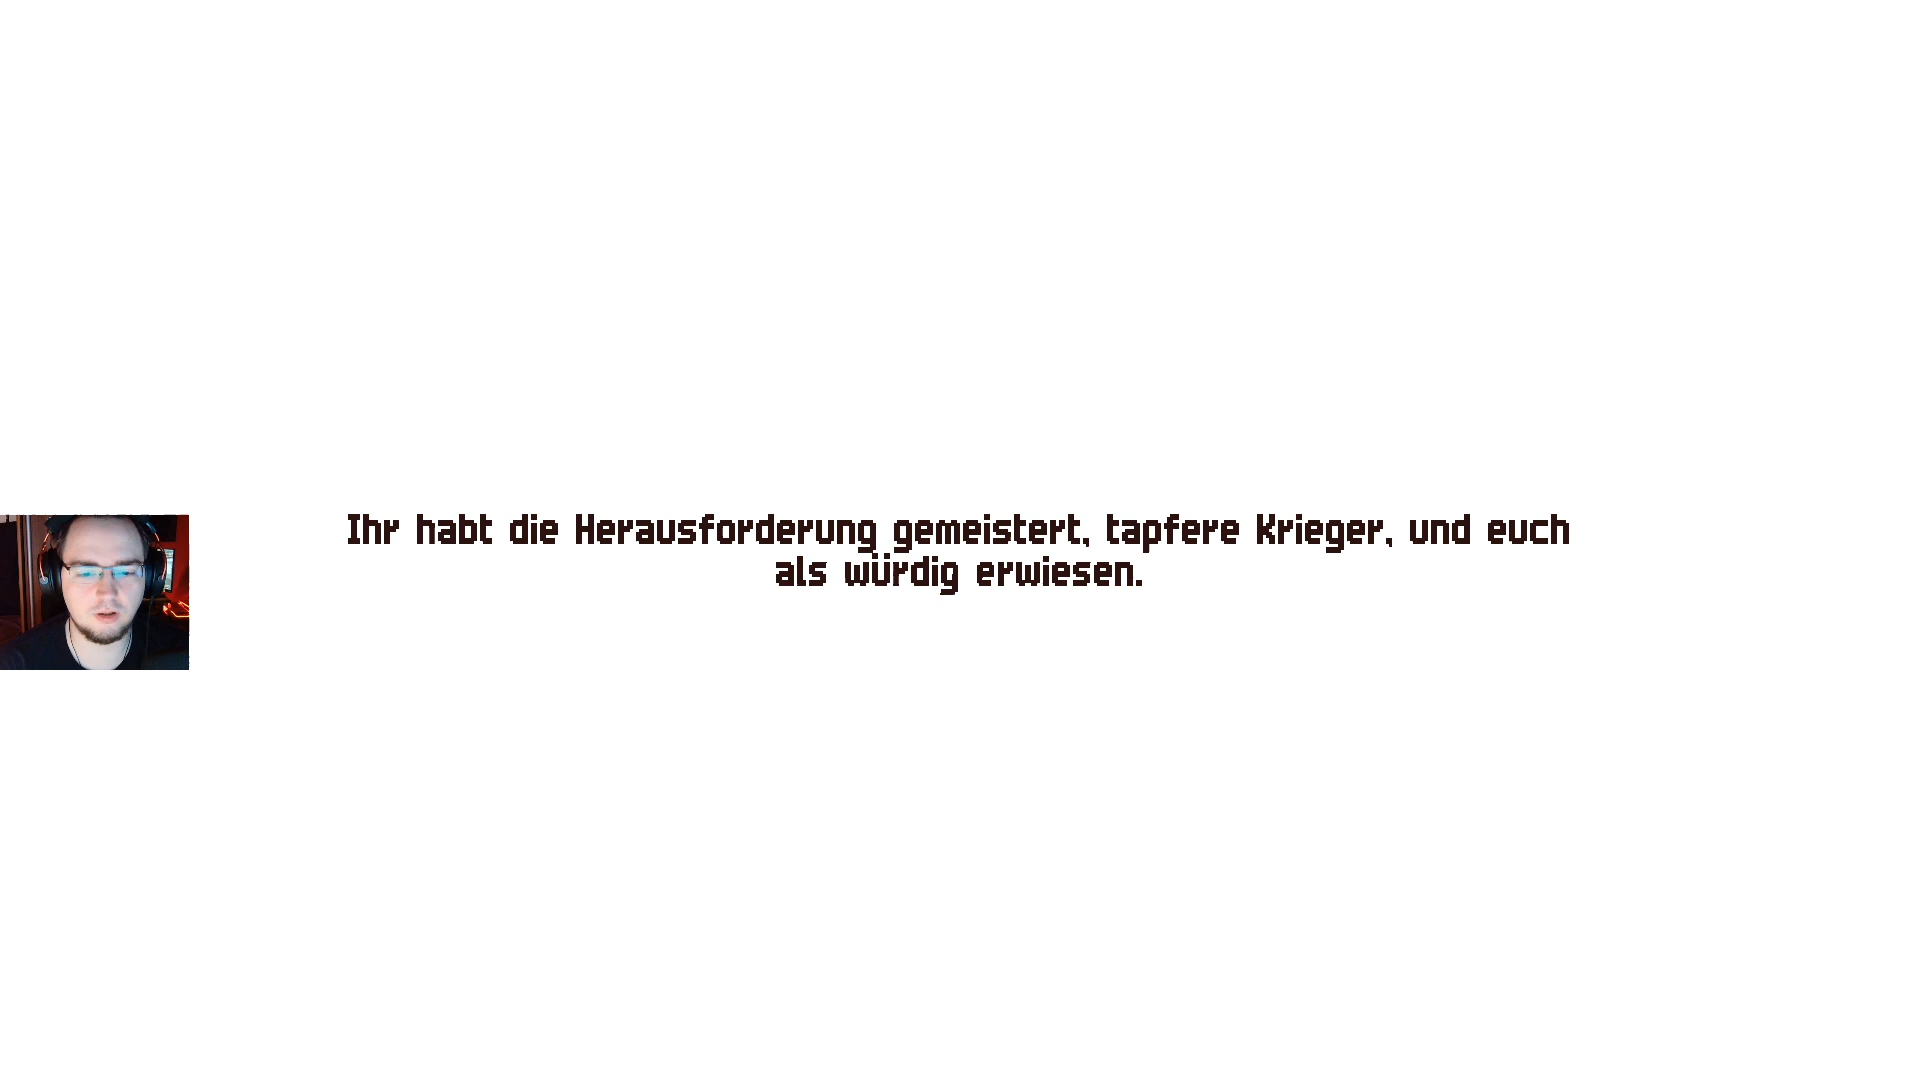 Ihr habt die Herausforderung gemeistert, tapfere Krieger, und euch
als würdig erwiesen.